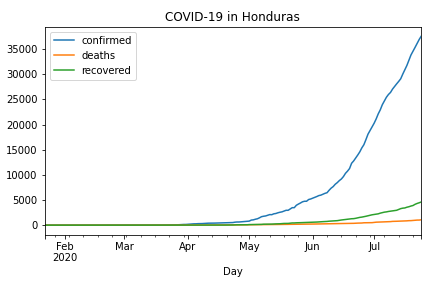 COVID-19 in Honduras
confirmed
deaths
recovered
35000
30000
25000
20000
15000
10000
5000
0
Feb Mar Apr May Jun Jul
2020
Day